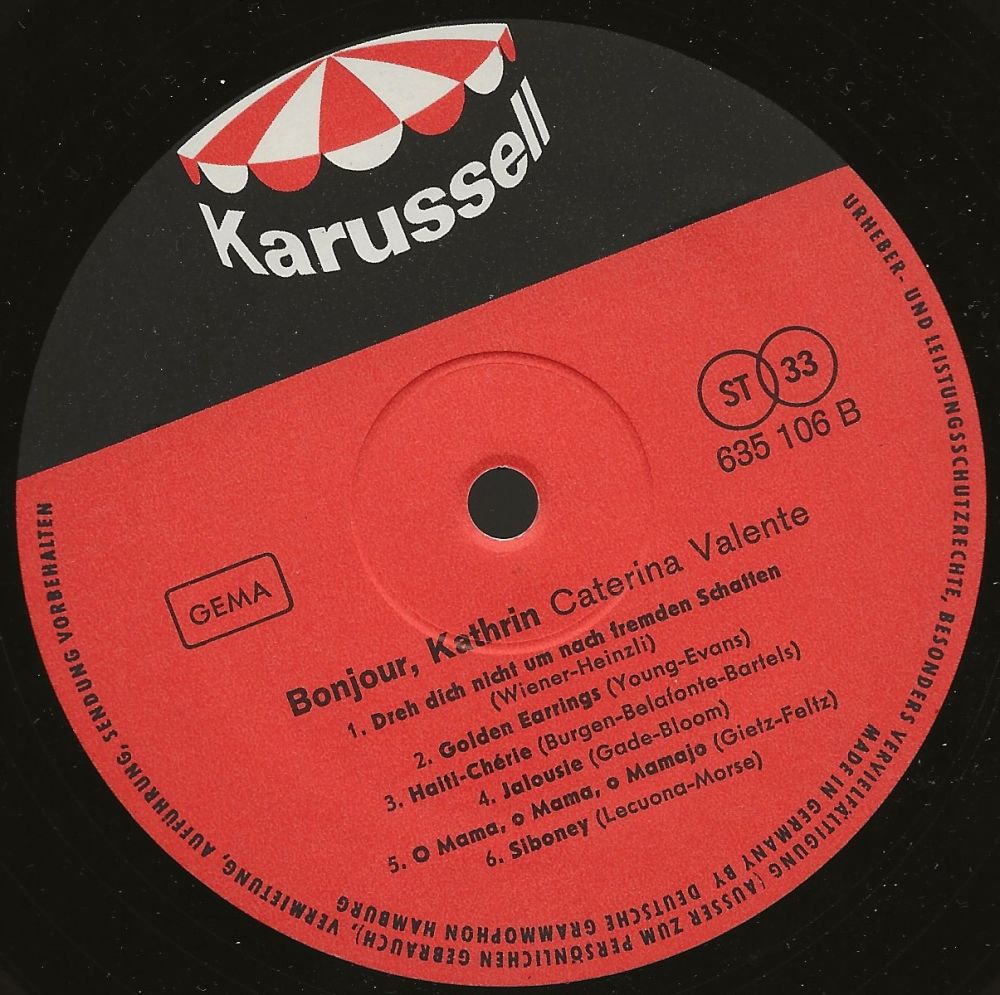 Karussell
ST 33
635 106 B
GEMA
Bonjour, Kathrin Caterina Valente
1. Dreh dich nicht um nach fremden Schatten
(Wiener-Heinzli)
2. Golden Earrings (Young-Evans)
3. Haiti-Chérie (Burgen-Belafonte-Bartels)
4. Jalousie (Gade-Bloom)
5. O Mama, o Mama, o Mamajo (Gietz-Feltz)
6. Siboney (Lecuona-Morse)
URHEBER- UND LEISTUNGSSCHUTZRECHTE, BESONDERS VERVIELFÄLTIGUNG (AUSSER ZUM PERSÖNLICHEN GEBRAUCH), VERMIETUNG, AUFFÜHRUNG, SENDUNG VORBEHALTEN
MADE IN GERMANY BY DEUTSCHE GRAMMOPHON HAMBURG